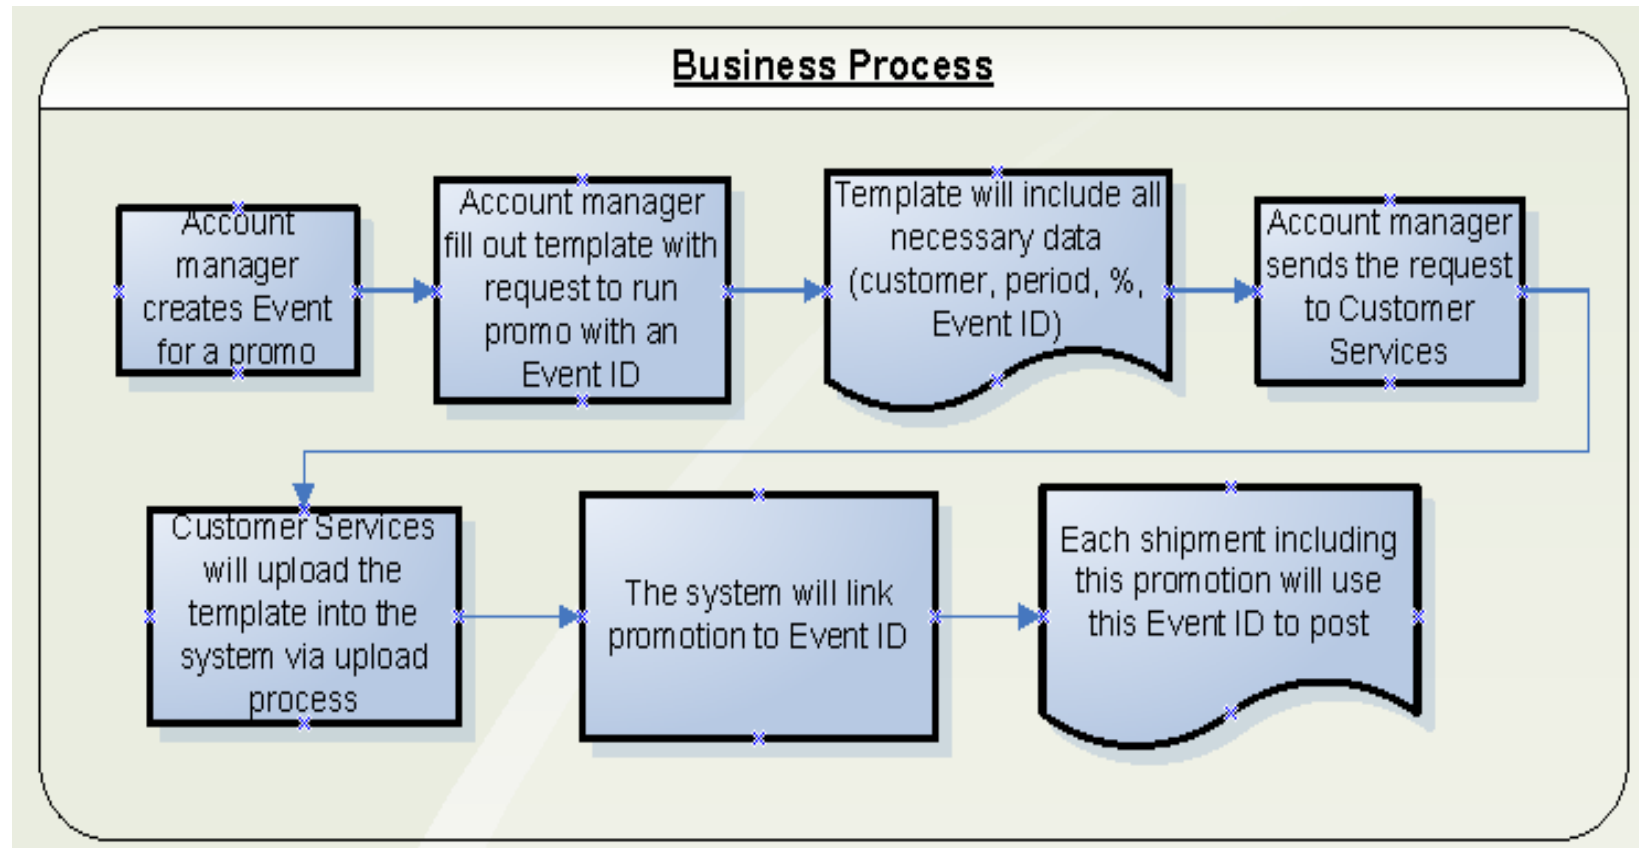 Business Process
Account
manager
creates Event
for a promo
Account manager
fill out template with
request to run
promo with an
Event ID
Template will include all
necessary data
(customer, period, %,
Event ID)
Account manager
sends the request
to Customer
Services
Customer Services
will upload the
template into the
system via upload
process
The system will link
promotion to Event ID
Each shipment including
this promotion will use
this Event ID to post